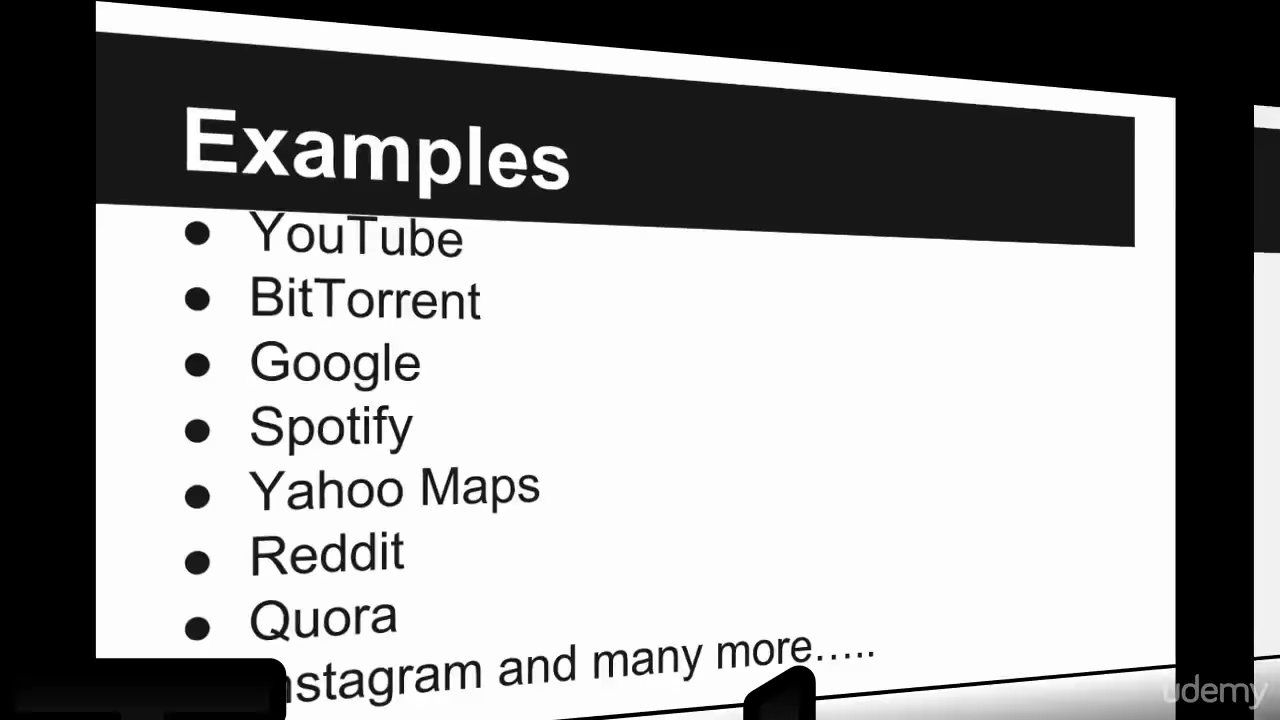 Examples
● YouTube
● BitTorrent
● Google
● Spotify
● Yahoo Maps
● Reddit
● Quora
nstagram and many more…..
udemy